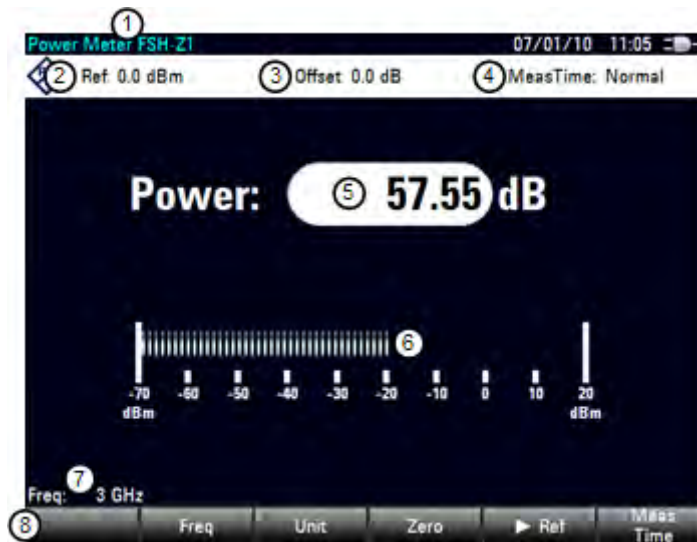 1
Power Meter FSH-Z1 07/01/10 11:05
2 Ref: 0.0 dBm 3 Offset: 0.0 dB 4 MeasTime: Normal
Power: 5 57.55 dB
6
-70 -60 -50 -40 -30 -20 -10 0 10 20
dBm dBm
7
Freq: 3 GHz
8 Freq Unit Zero ► Ref Meas
Time